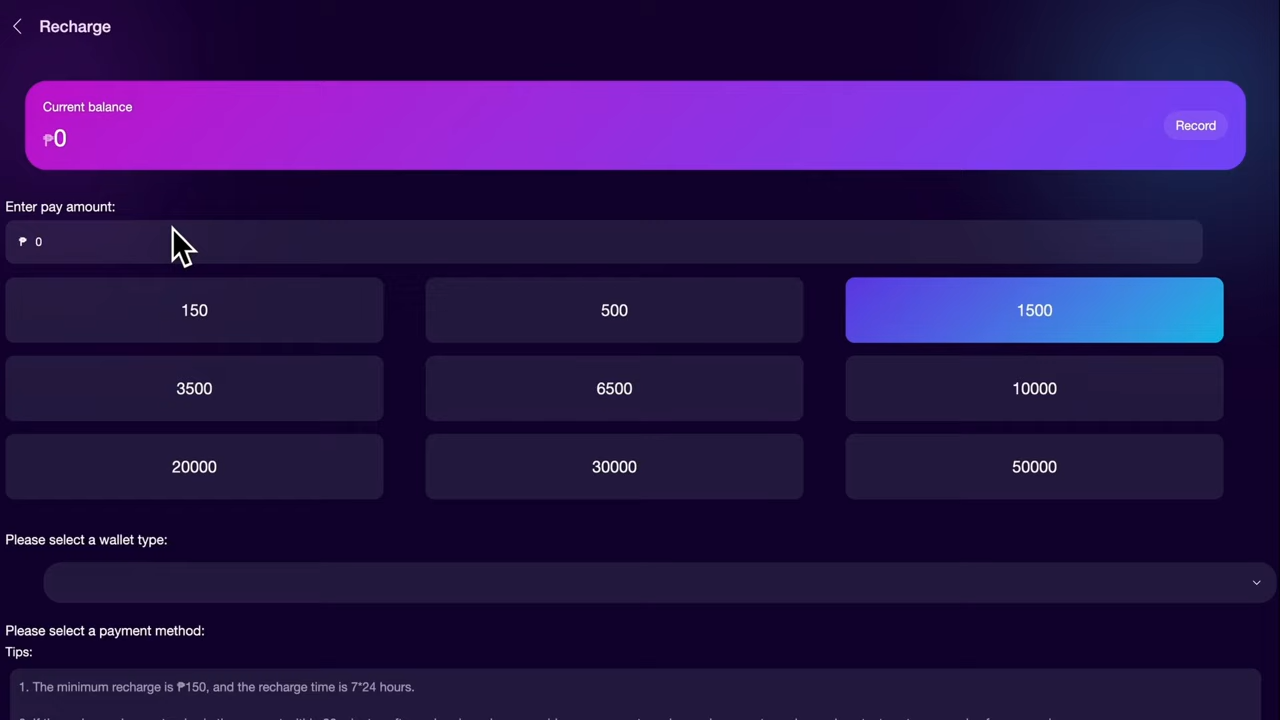 Recharge
Current balance
₱0
Record
Enter pay amount:
₱ 0
150 500 1500
3500 6500 10000
20000 30000 50000
Please select a wallet type:
Please select a payment method:
Tips:
1. The minimum recharge is ₱150, and the recharge time is 7*24 hours.